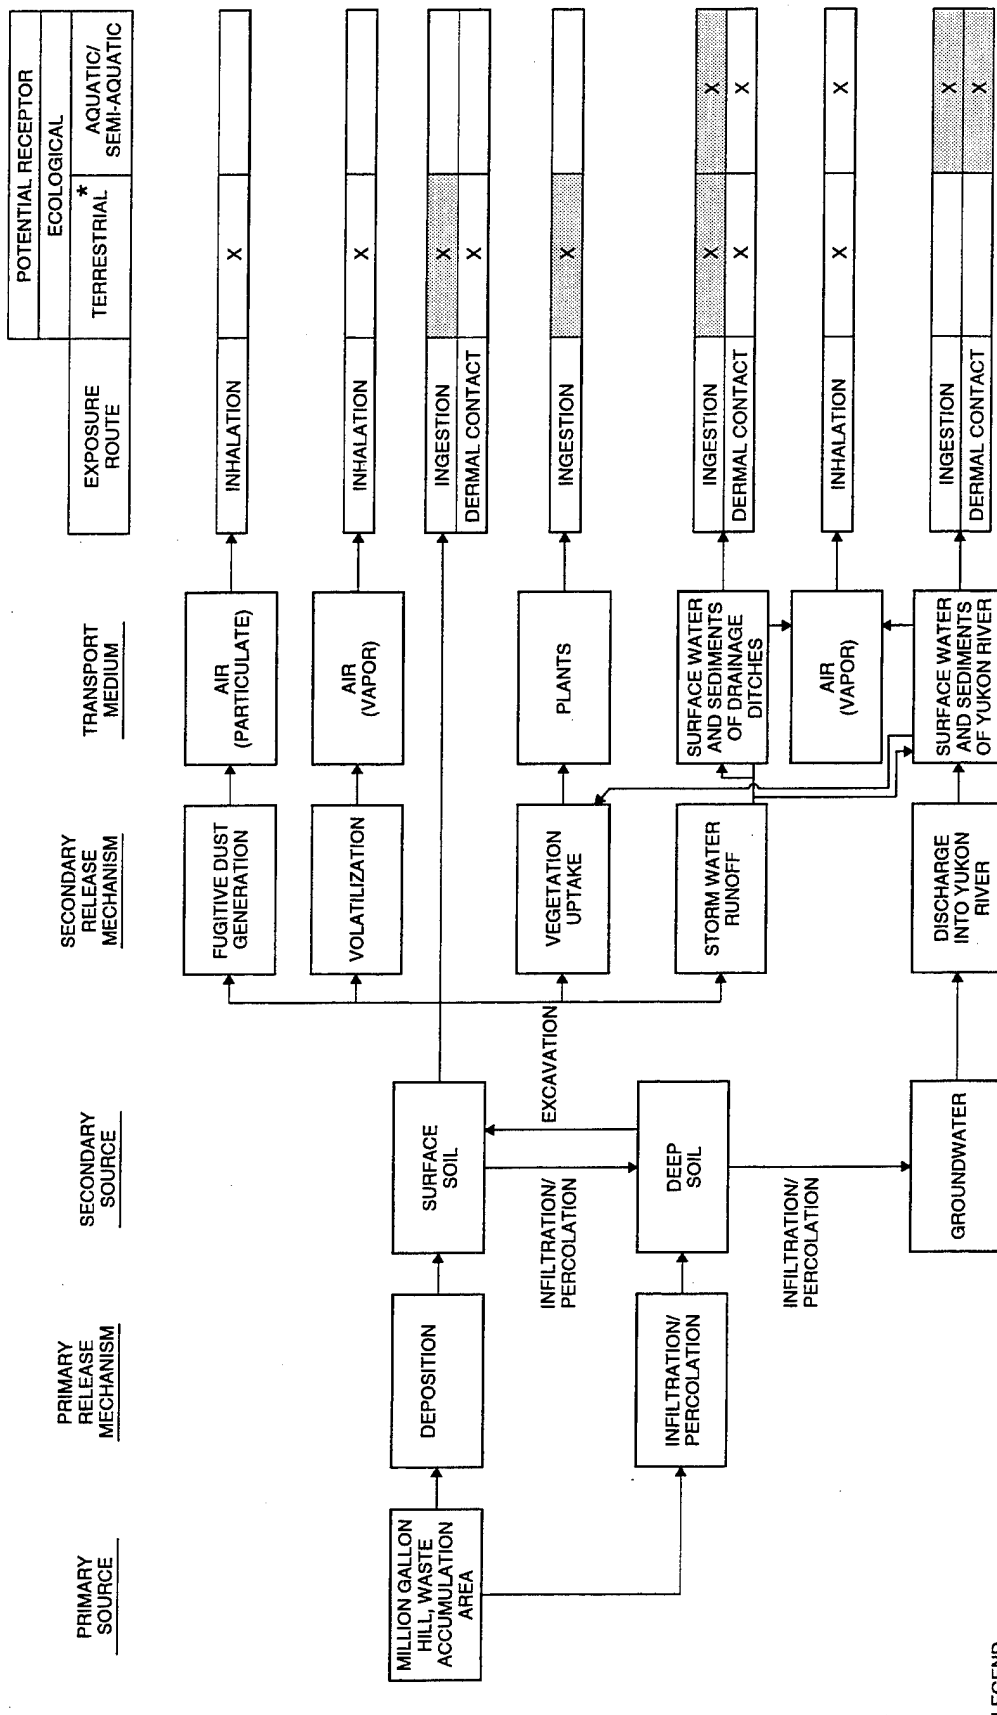 PRIMARY
SOURCE
PRIMARY
RELEASE
MECHANISM
SECONDARY
SOURCE
SECONDARY
RELEASE
MECHANISM
TRANSPORT
MEDIUM
EXPOSURE
ROUTE
POTENTIAL RECEPTOR
ECOLOGICAL
TERRESTRIAL *
AQUATIC/
SEMI-AQUATIC
FUGITIVE DUST
GENERATION
AIR
(PARTICULATE)
INHALATION
X
VOLATILIZATION
AIR
(VAPOR)
INHALATION
X
MILLION GALLON
HILL, WASTE
ACCUMULATION
AREA
DEPOSITION
SURFACE
SOIL
INGESTION
X
DERMAL CONTACT
X
INFILTRATION/
PERCOLATION
EXCAVATION
VEGETATION
UPTAKE
PLANTS
INGESTION
X
INFILTRATION/
PERCOLATION
DEEP
SOIL
STORM WATER
RUNOFF
SURFACE WATER
AND SEDIMENTS
OF DRAINAGE
DITCHES
INGESTION
X
X
DERMAL CONTACT
X
X
INFILTRATION/
PERCOLATION
AIR
(VAPOR)
INHALATION
X
X
GROUNDWATER
DISCHARGE
INTO YUKON
RIVER
SURFACE WATER
AND SEDIMENTS
OF YUKON RIVER
INGESTION
X
DERMAL CONTACT
X
LEGEND